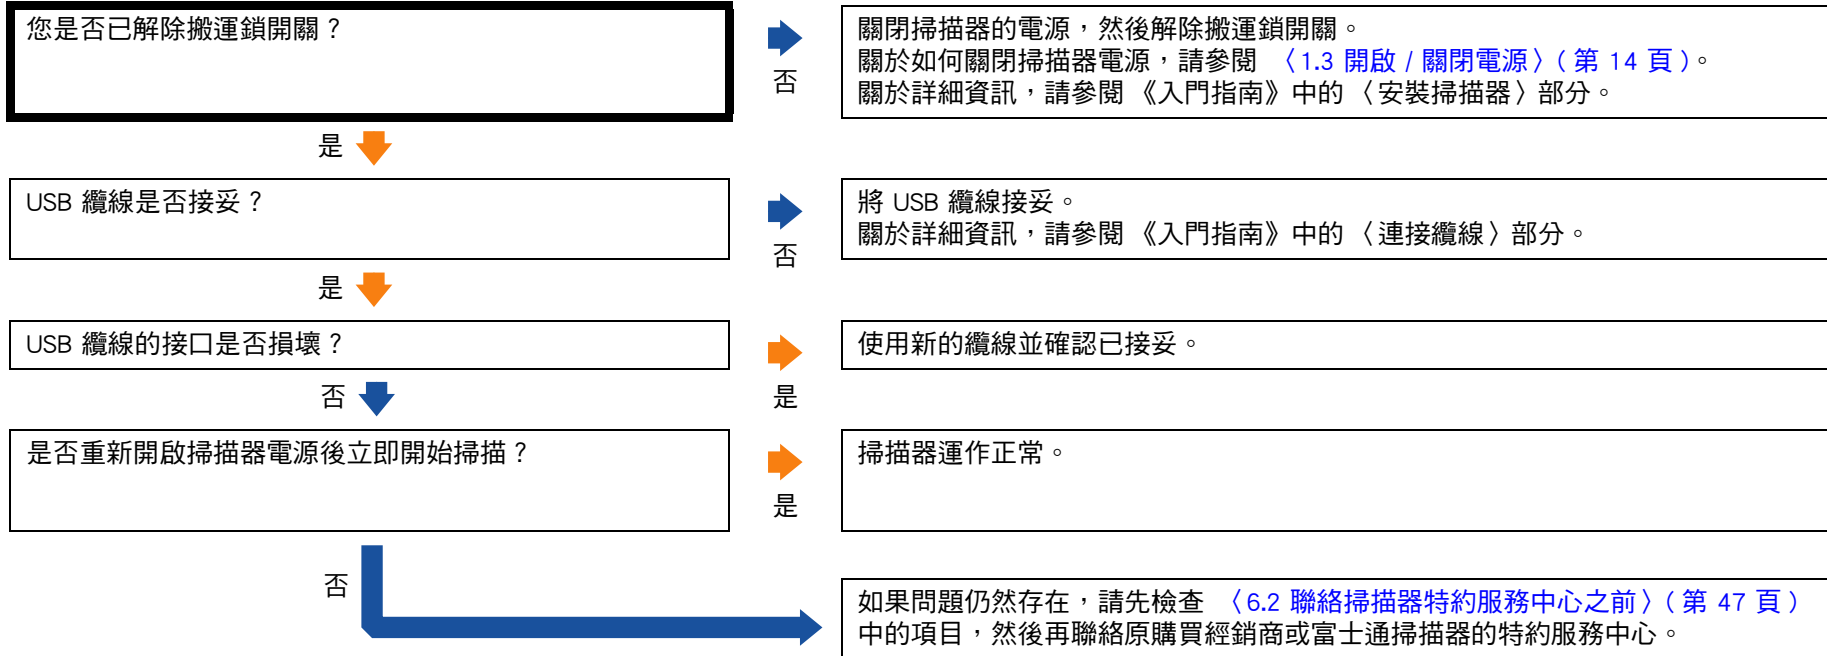 您是否已解除搬運鎖開關？
否
關閉掃描器的電源，然後解除搬運鎖開關。
關於如何關閉掃描器電源，請參閱 〈1.3 開啟 / 關閉電源〉( 第 14 頁 )。
關於詳細資訊，請參閱 《入門指南》中的 〈安裝掃描器〉部分。
是
USB 纜線是否接妥？
否
將 USB 纜線接妥。
關於詳細資訊，請參閱 《入門指南》中的 〈連接纜線〉部分。
是
USB 纜線的接口是否損壞？
是
使用新的纜線並確認已接妥。
否
是否重新開啟掃描器電源後立即開始掃描？
是
掃描器運作正常。
否
如果問題仍然存在，請先檢查 〈6.2 聯絡掃描器特約服務中心之前〉( 第 47 頁 )
中的項目，然後再聯絡原購買經銷商或富士通掃描器的特約服務中心。